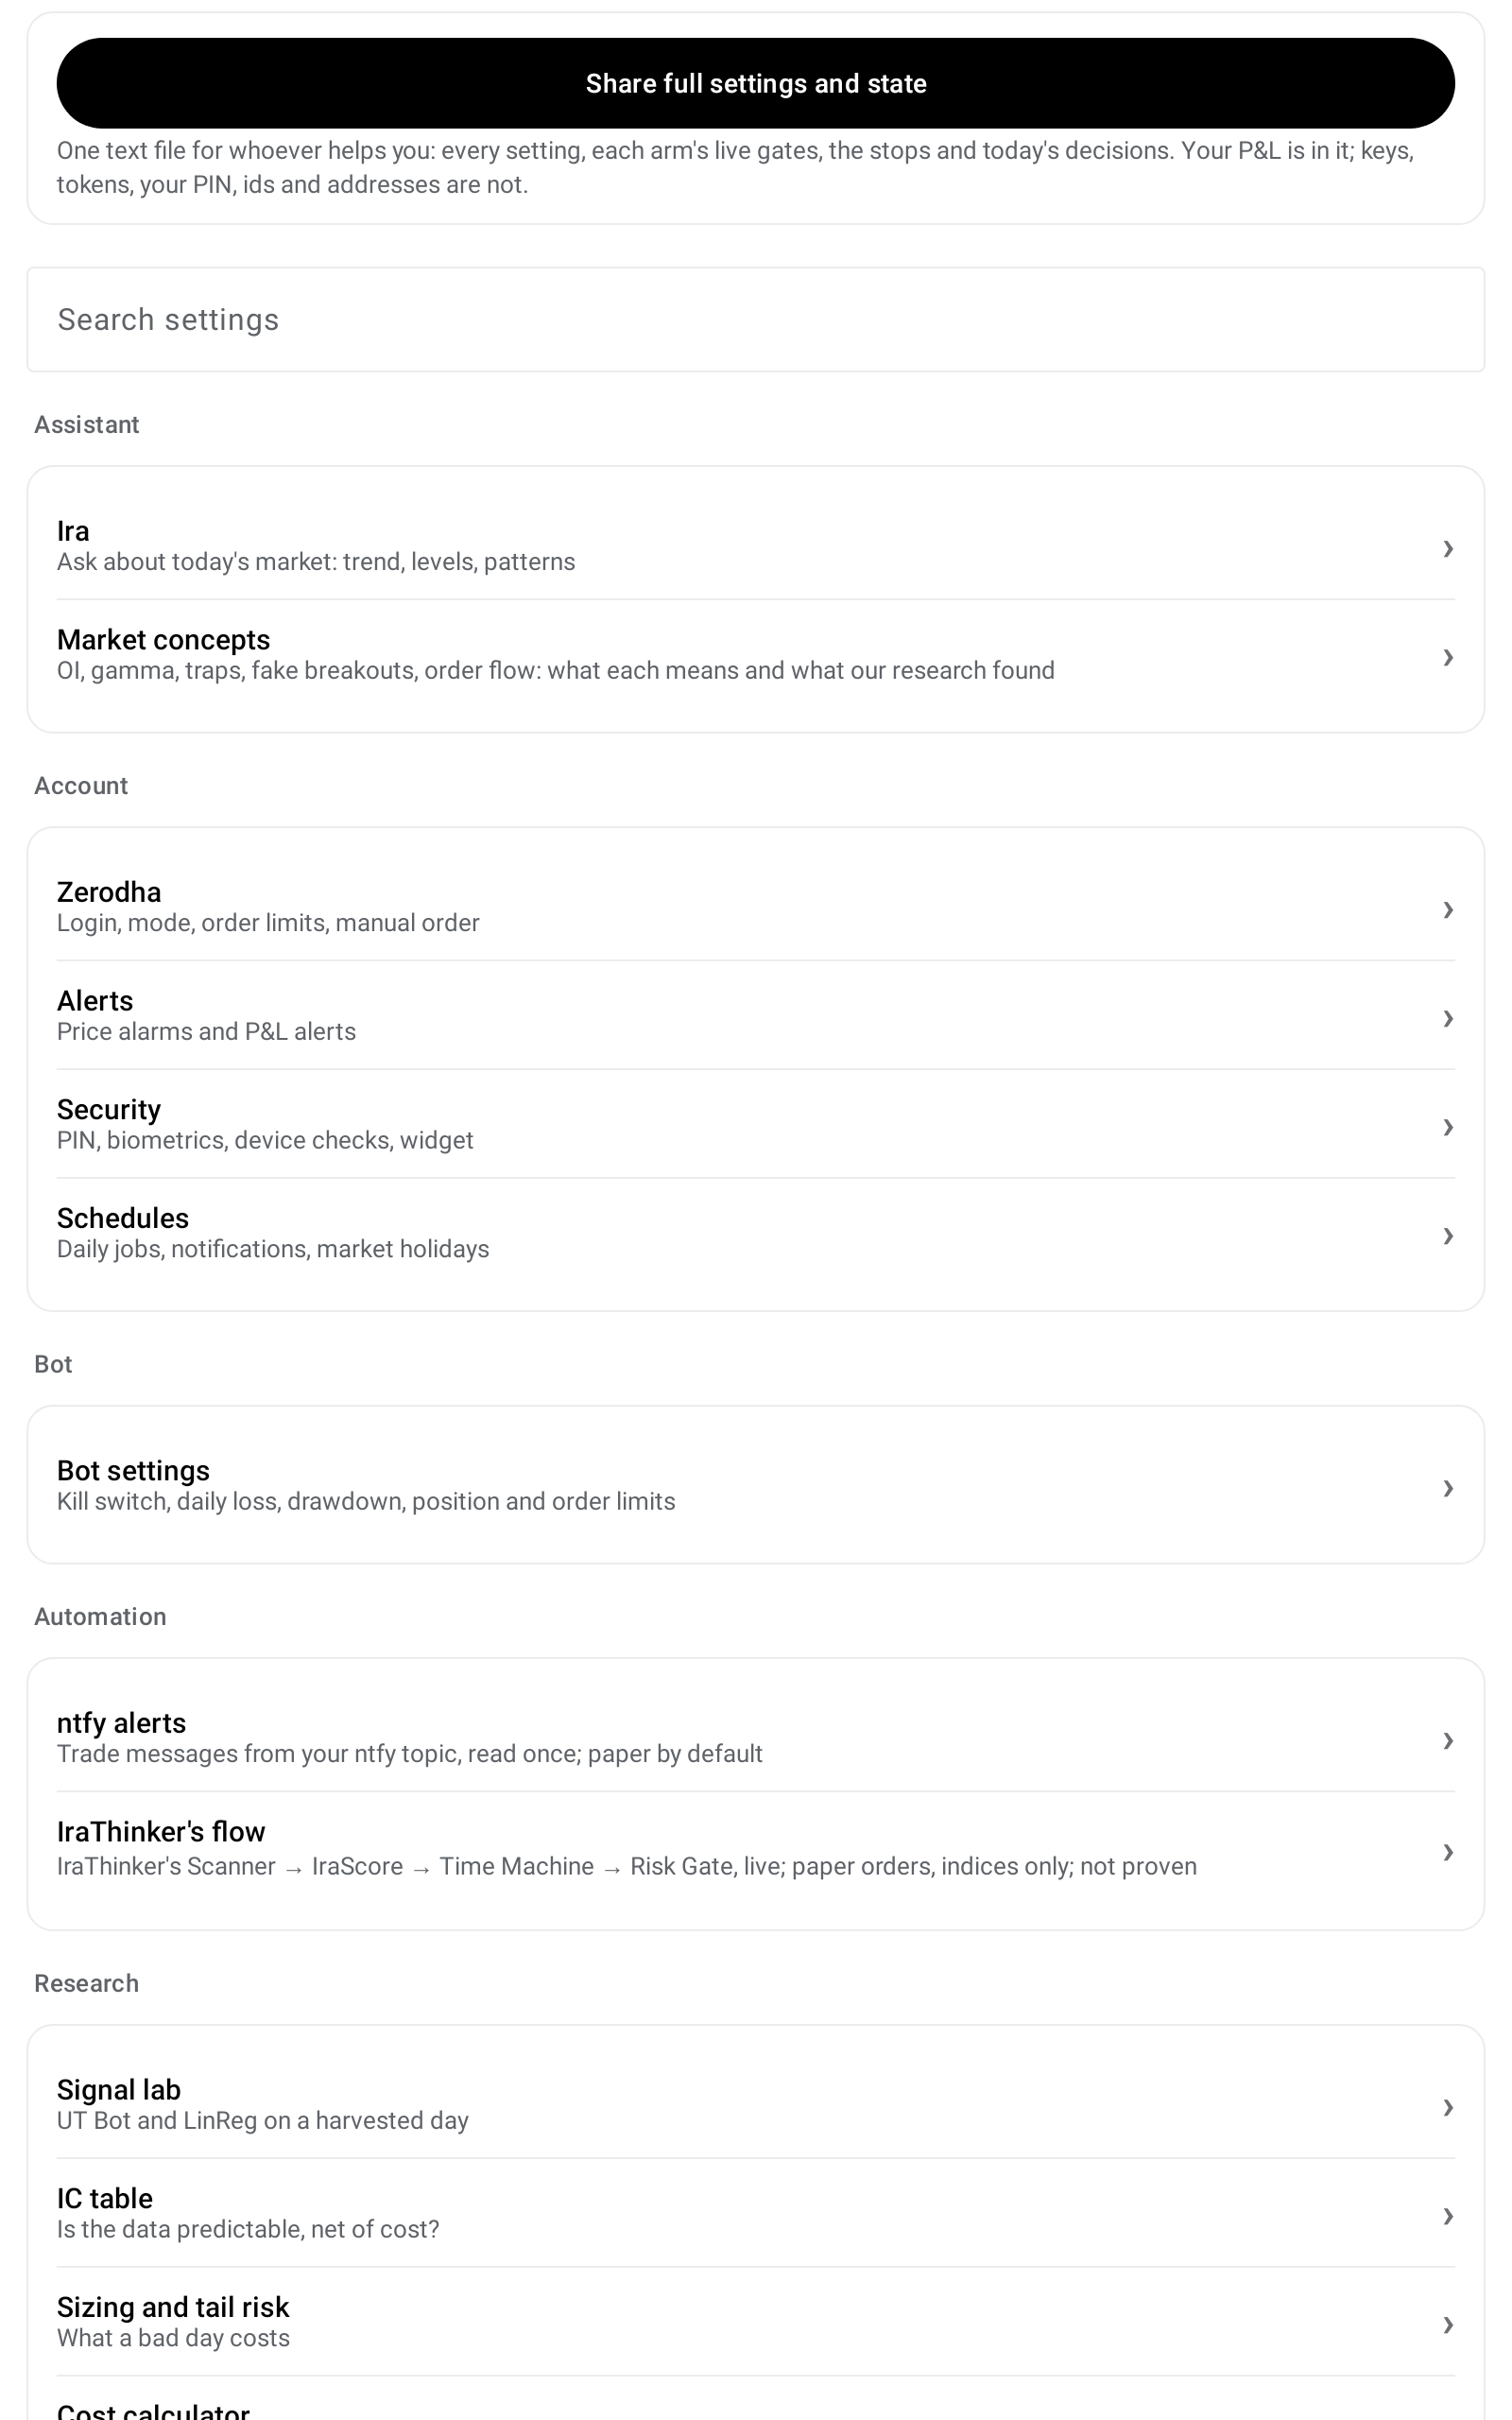 Share full settings and state
One text file for whoever helps you: every setting, each arm's live gates, the stops and today's decisions. Your P&L is in it; keys,
tokens, your PIN, ids and addresses are not.
Search settings
Assistant
Ira
Ask about today's market: trend, levels, patterns
›
Market concepts
OI, gamma, traps, fake breakouts, order flow: what each means and what our research found
›
Account
Zerodha
Login, mode, order limits, manual order
›
Alerts
Price alarms and P&L alerts
›
Security
PIN, biometrics, device checks, widget
›
Schedules
Daily jobs, notifications, market holidays
›
Bot
Bot settings
Kill switch, daily loss, drawdown, position and order limits
›
Automation
ntfy alerts
Trade messages from your ntfy topic, read once; paper by default
›
IraThinker's flow
IraThinker's Scanner → IraScore → Time Machine → Risk Gate, live; paper orders, indices only; not proven
›
Research
Signal lab
UT Bot and LinReg on a harvested day
›
IC table
Is the data predictable, net of cost?
›
Sizing and tail risk
What a bad day costs
›
Cost calculator